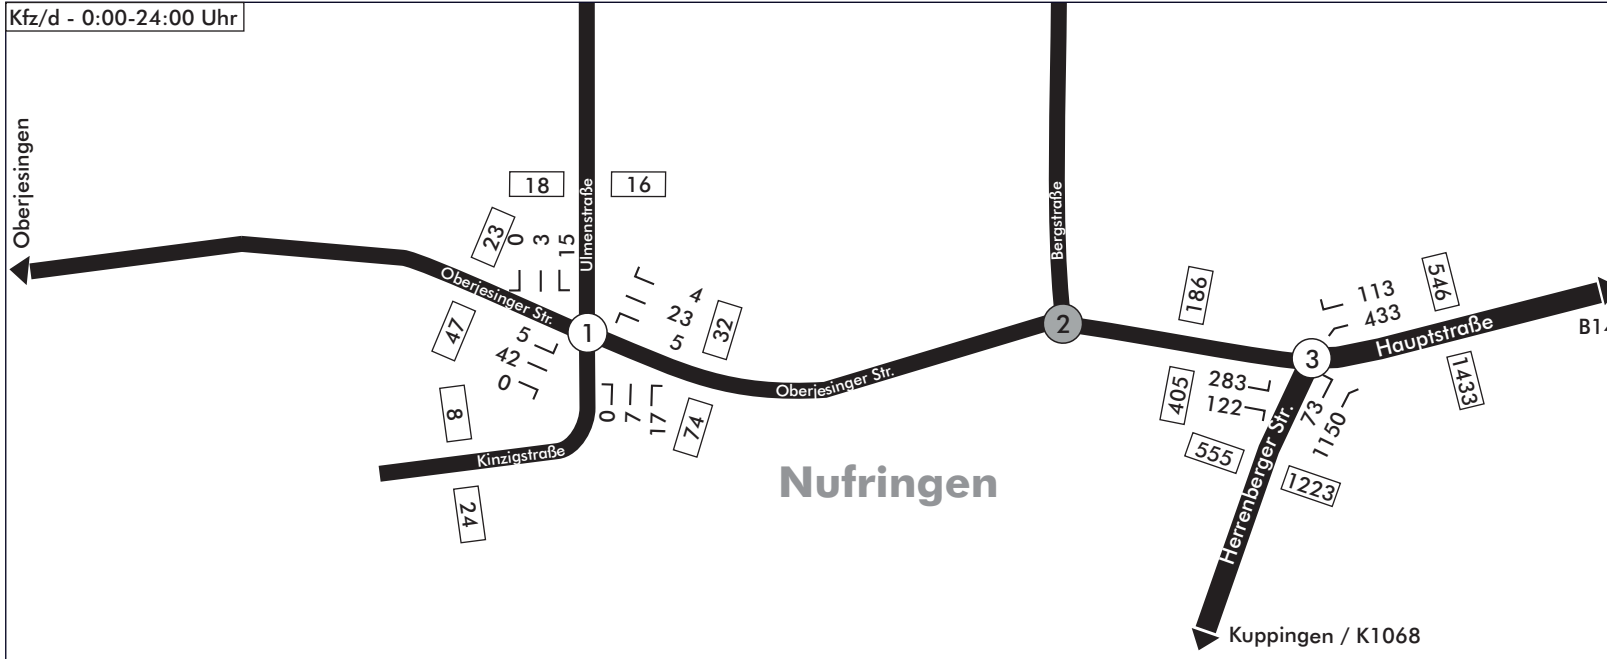 Kfz/d - 0:00-24:00 Uhr
Oberjesingen
18
16
Ulmenstraße
Bergstraße
23
0
3
15
Oberjesinger Str.
47
5
42
0
1
4
23
5
32
8
Kinzigstraße
24
0
7
17
74
Oberjesinger Str.
2
186
3
113
433
546
Hauptstraße
B14
1433
405
283
122
73
1150
555
1223
Herrenberger Str.
Nufringen
Kuppingen / K1068